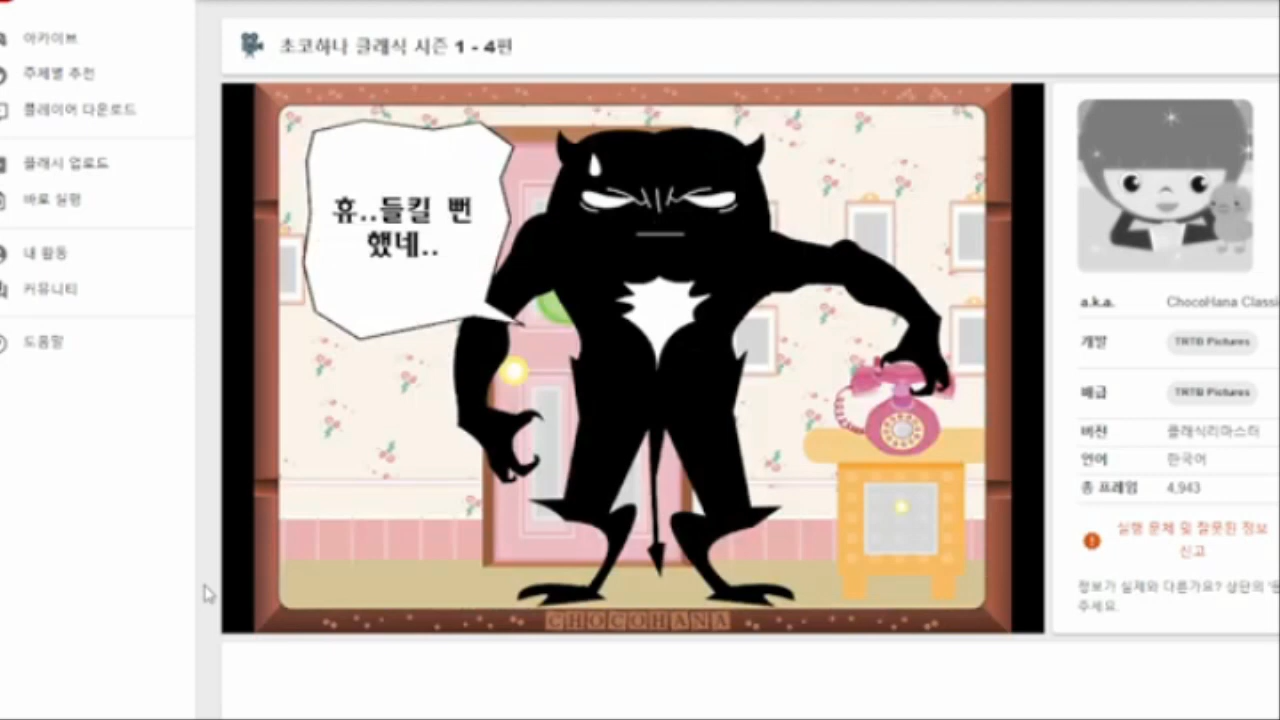 아카이브
주제별 추천
플레이어 다운로드
플래시 업로드
바로 실행
내 활동
커뮤니티
도움말
초코하나 클래식 시즌 1 - 4편
휴..들킬 뻔
했네..
CHOCOHANA
a.k.a. ChocoHana Classi
개발 TRTB Pictures
배급 TRTB Pictures
버전 클래식리마스터
언어 한국어
총 프레임 4,943
실행 문제 및 잘못된 정보
신고
정보가 실제와 다른가요? 상단의
주세요.